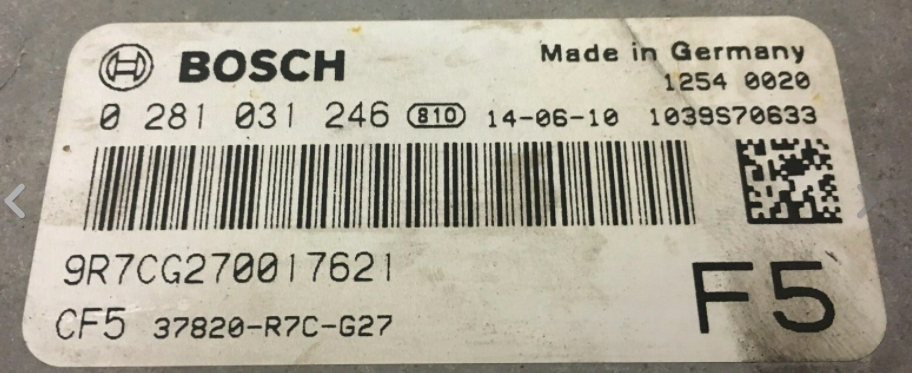 BOSCH
Made in Germany
1254 0020
0 281 031 246 810 14-06-10 1039S70633
9R7CG270017621
CF5 37820-R7C-G27
F5